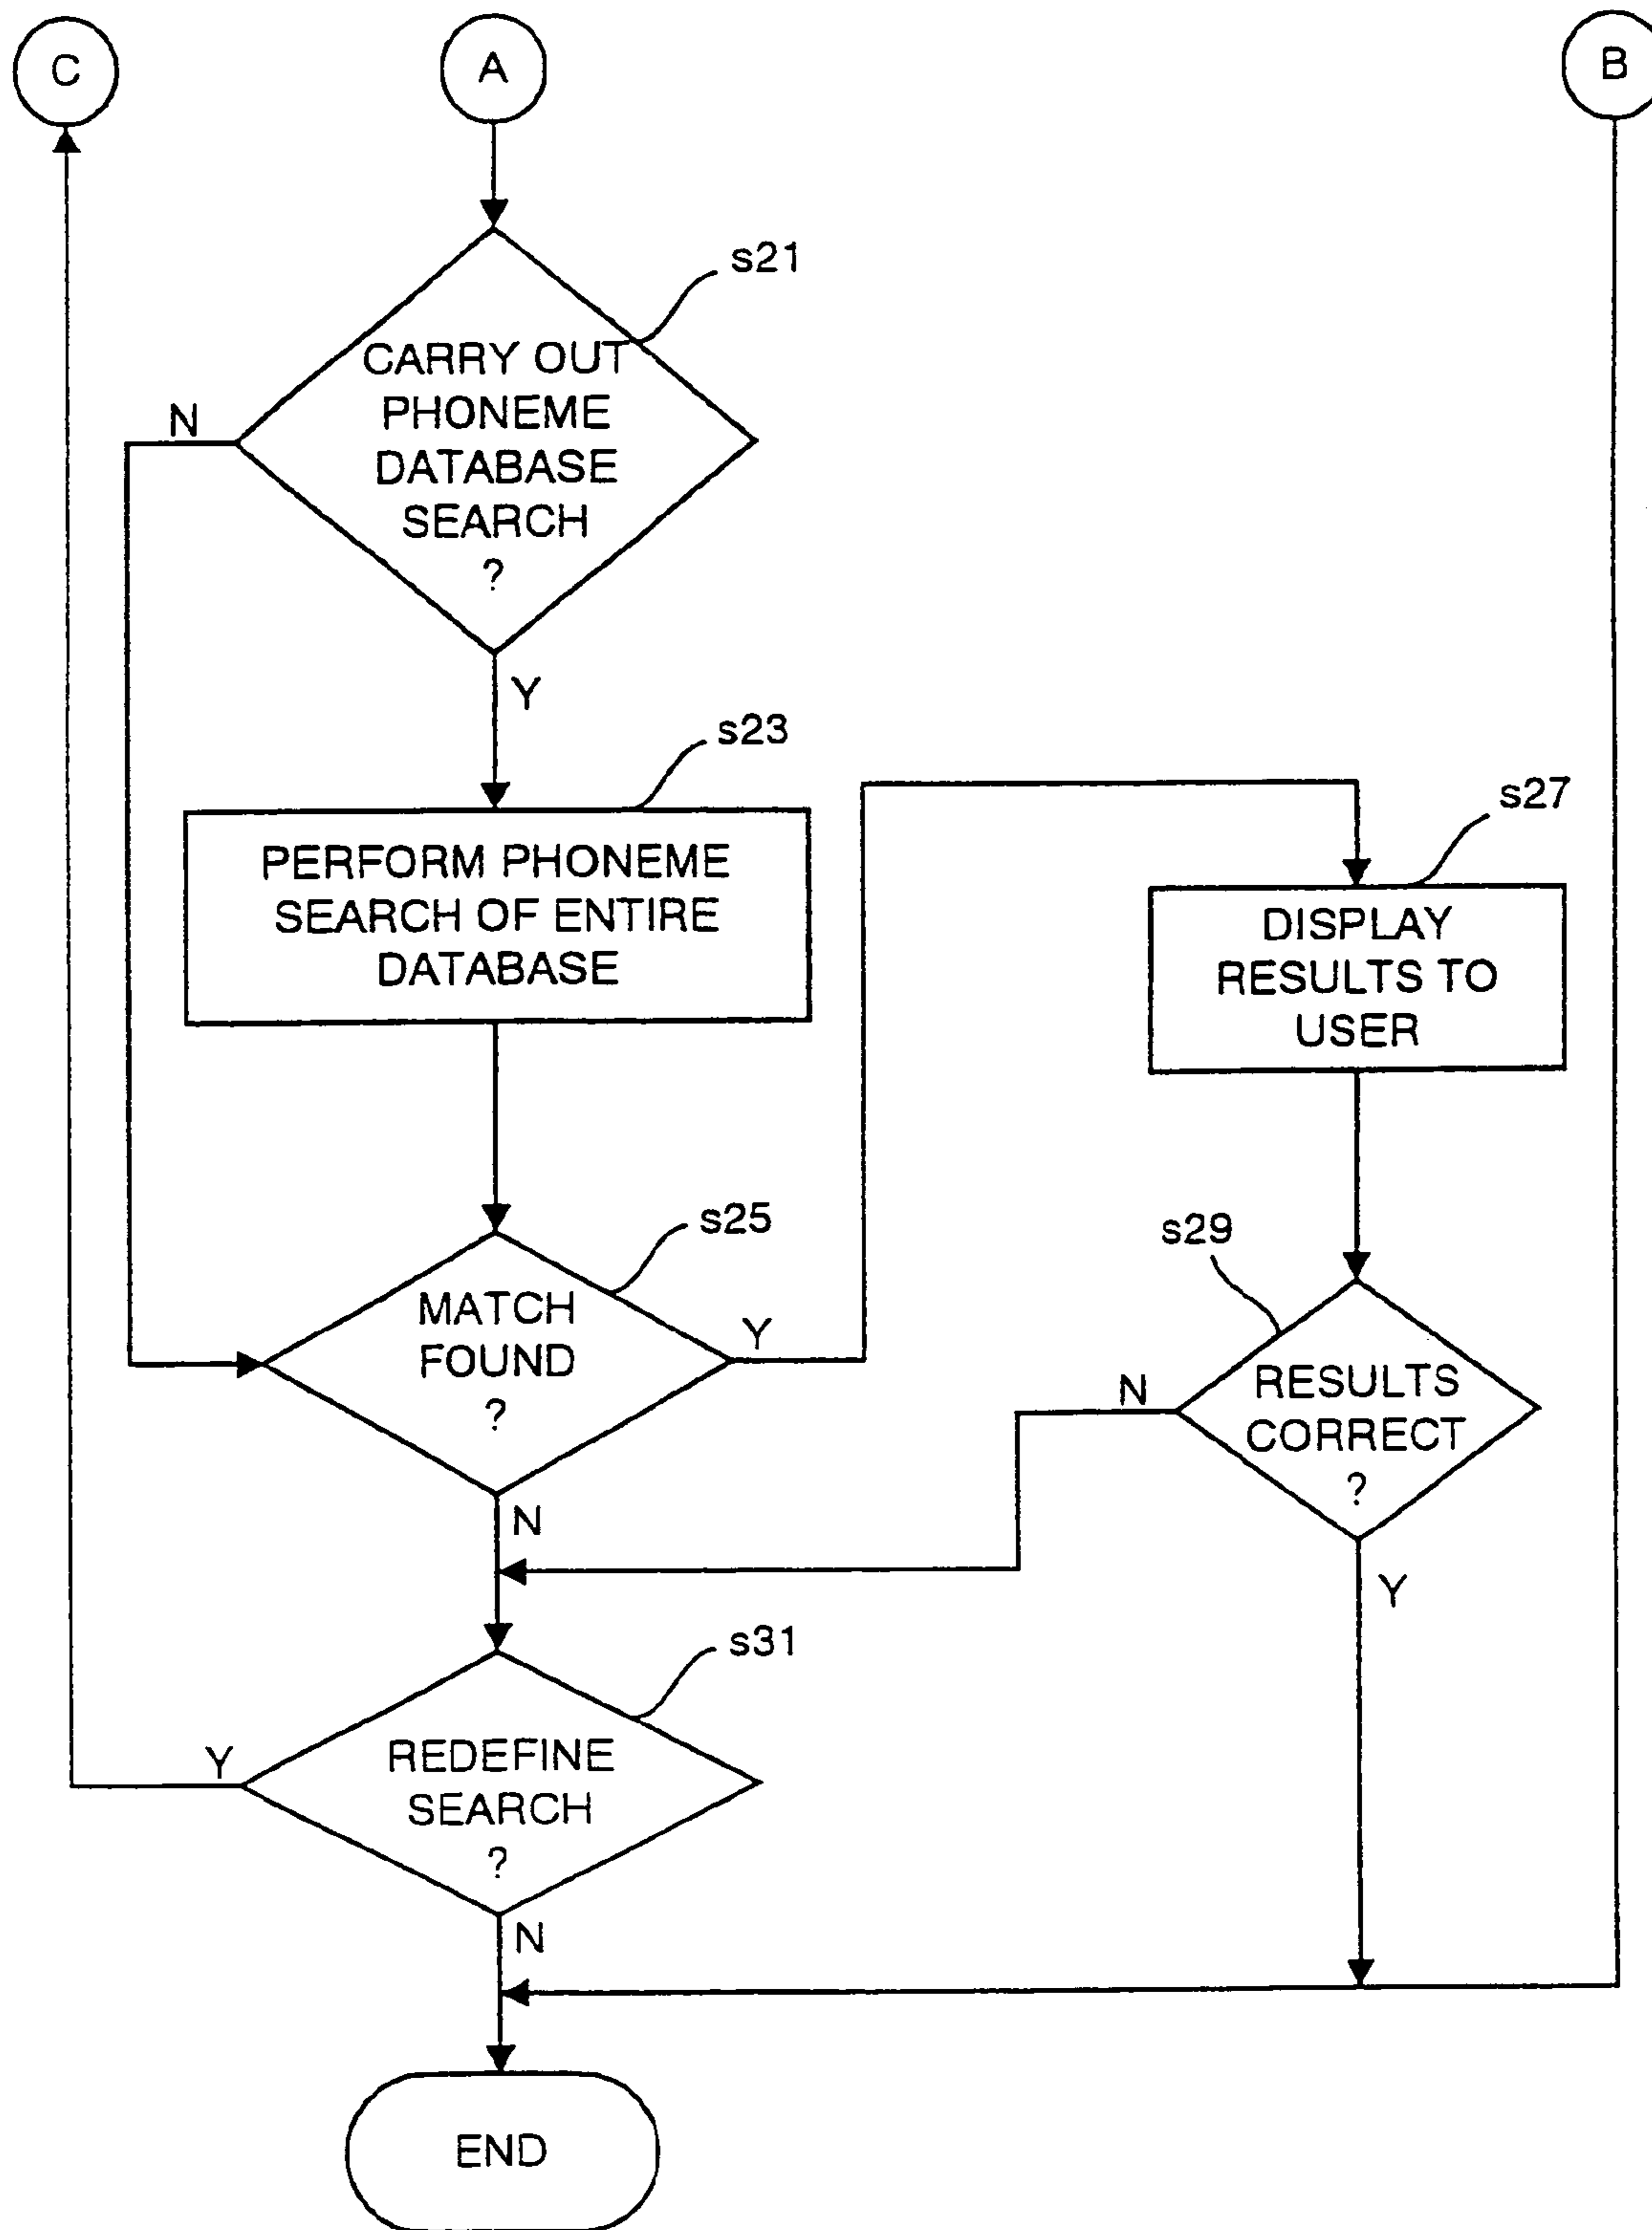 C
A
B
s21
CARRY OUT
PHONEME
DATABASE
SEARCH
?
N
Y
s23
PERFORM PHONEME
SEARCH OF ENTIRE
DATABASE
s27
DISPLAY
RESULTS TO
USER
s25
MATCH
FOUND
?
Y
N
s29
RESULTS
CORRECT
?
N
Y
s31
REDEFINE
SEARCH
?
Y
N
END